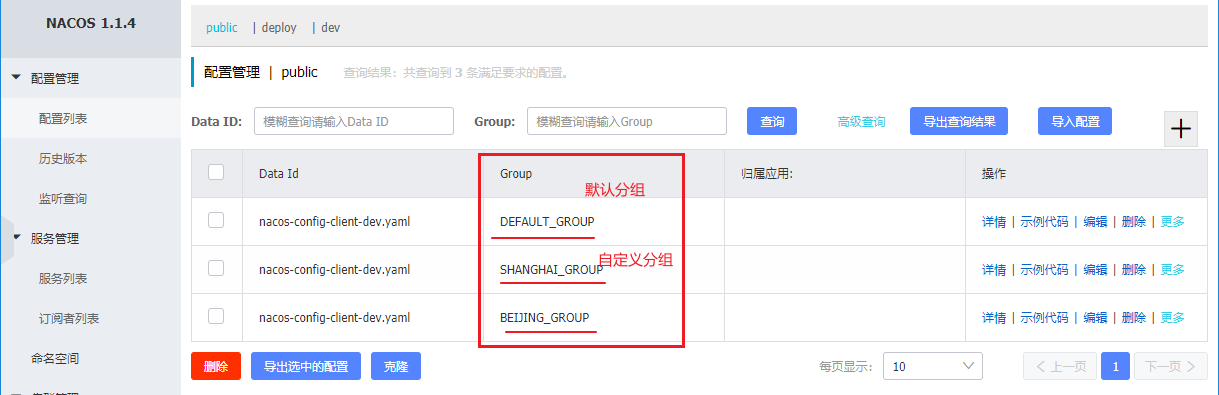 NACOS 1.1.4
配置管理
配置列表
历史版本
监听查询
服务管理
服务列表
订阅者列表
命名空间
public | deploy | dev
配置管理 | public 查询结果：共查询到 3 条满足要求的配置。
Data ID: 模糊查询请输入Data ID Group: 模糊查询请输入Group 查询 高级查询 导出查询结果 导入配置 +
Data Id Group 归属应用: 操作
默认分组
nacos-config-client-dev.yaml DEFAULT_GROUP 详情 | 示例代码 | 编辑 | 删除 | 更多
自定义分组
nacos-config-client-dev.yaml SHANGHAI_GROUP 详情 | 示例代码 | 编辑 | 删除 | 更多
nacos-config-client-dev.yaml BEIJING_GROUP 详情 | 示例代码 | 编辑 | 删除 | 更多
删除 导出选中的配置 克隆 每页显示: 10 < 上一页 1 下一页 >